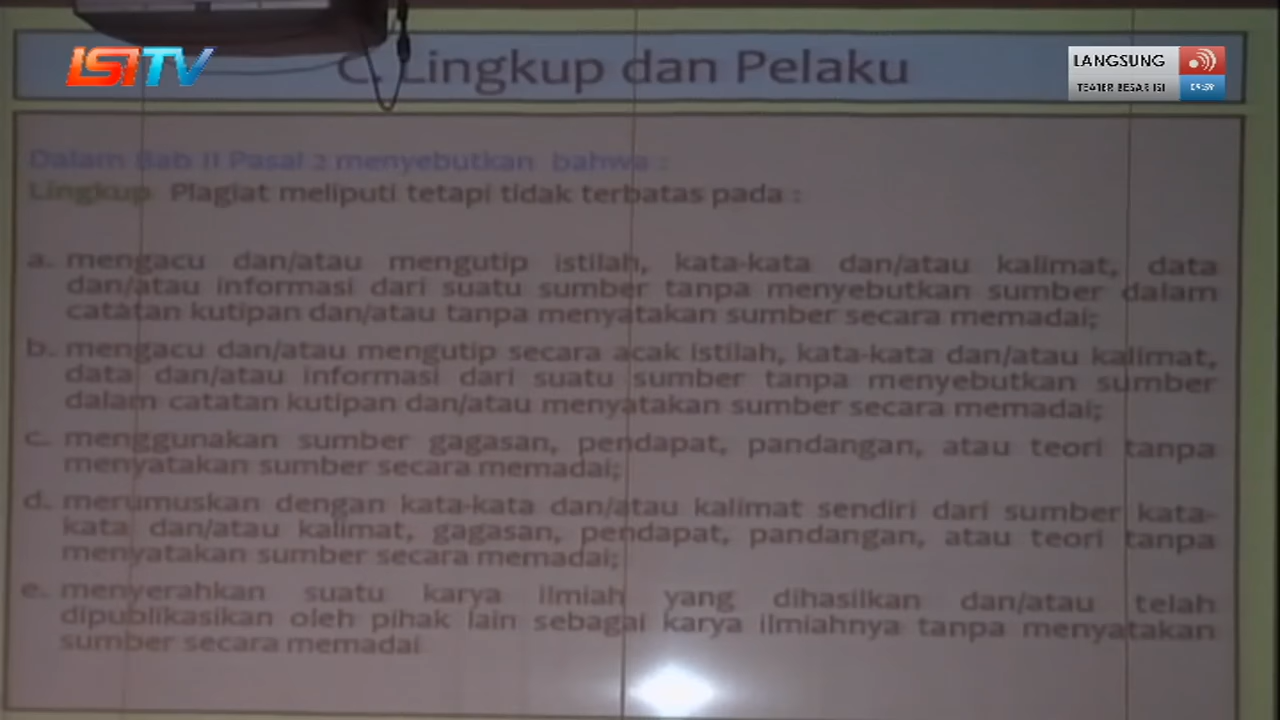 ISITV
LANGSUNG
TEATER BESAR ISI
C. Lingkup dan Pelaku
Dalam Bab II Pasal 2 menyebutkan bahwa :
Lingkup Plagiat meliputi tetapi tidak terbatas pada :
a. mengacu dan/atau mengutip istilah, kata-kata dan/atau kalimat, data
dan/atau informasi dari suatu sumber tanpa menyebutkan sumber dalam
catatan kutipan dan/atau tanpa menyatakan sumber secara memadai;
b. mengacu dan/atau mengutip secara acak istilah, kata-kata dan/atau kalimat,
data dan/atau informasi dari suatu sumber tanpa menyebutkan sumber
dalam catatan kutipan dan/atau menyatakan sumber secara memadai;
c. menggunakan sumber gagasan, pendapat, pandangan, atau teori tanpa
menyatakan sumber secara memadai;
d. merumuskan dengan kata-kata dan/atau kalimat sendiri dari sumber kata-
kata dan/atau kalimat, gagasan, pendapat, pandangan, atau teori tanpa
menyatakan sumber secara memadai;
e. menyerahkan suatu karya ilmiah yang dihasilkan dan/atau telah
dipublikasikan oleh pihak lain sebagai karya ilmiahnya tanpa menyatakan
sumber secara memadai